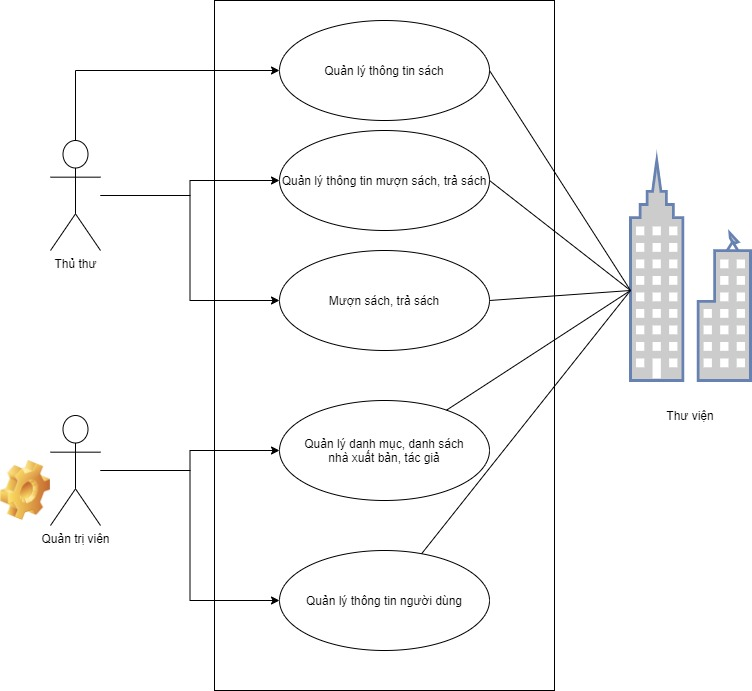 Quản lý thông tin sách
Quản lý thông tin mượn sách, trả sách
Thủ thư
Mượn sách, trả sách
Thư viện
Quản lý danh mục, danh sách
nhà xuất bản, tác giả
Quản trị viên
Quản lý thông tin người dùng